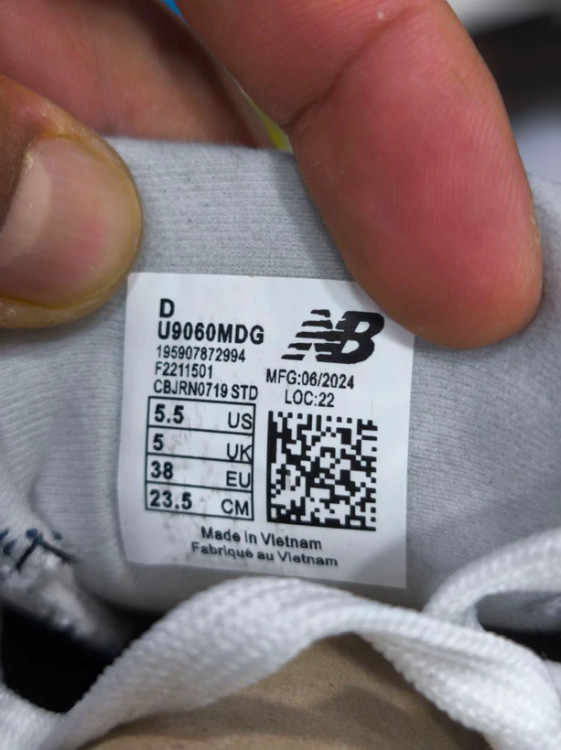 D
U9060MDG
NB
195907872994
F2211501
CBJRN0719 STD
MFG:06/2024
LOC:22
5.5 US
5 UK
38 EU
23.5 CM
Made in Vietnam
Fabriqué au Vietnam